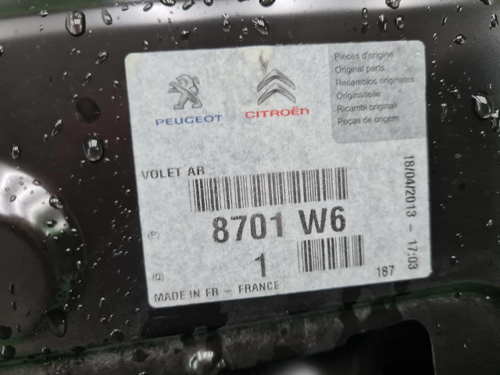 PEUGEOT
CITROËN
Pièces d'origine
Original parts
Recambios originales
Originalteile
Ricambi originali
Peças de origem
VOLET AR
(P) 8701 W6
(Q) 1
187
MADE IN FR - FRANCE
18/04/2013 - 17:03